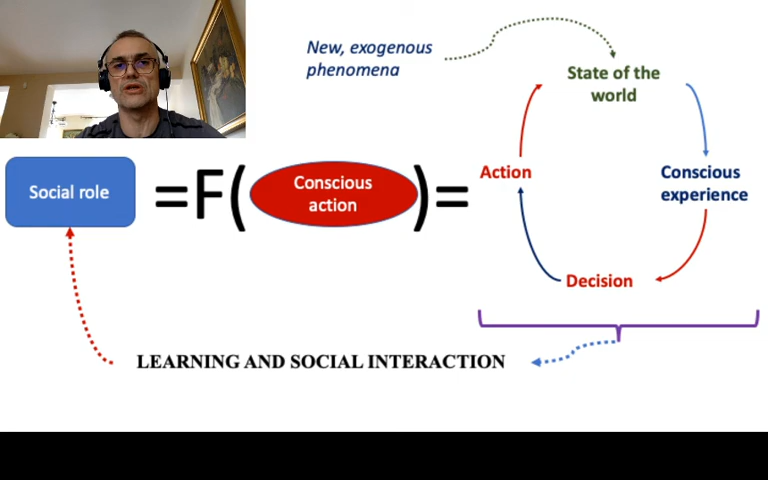 New, exogenous
phenomena
State of the
world
Social role
=F(
Conscious
action
)=
Action
Conscious
experience
Decision
LEARNING AND SOCIAL INTERACTION